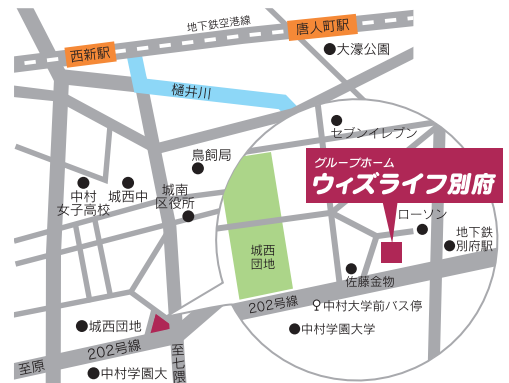 地下鉄空港線
唐人町駅
西新駅
大濠公園
樋井川
セブンイレブン
鳥飼局
グループホーム
ウィズライフ別府
中村
女子高校
城西中
城南
区役所
ローソン
地下鉄
別府駅
城西
団地
佐藤金物
202号線
中村大学前バス停
城西団地
中村学園大学
202号線
至原
中村学園大
至七隈